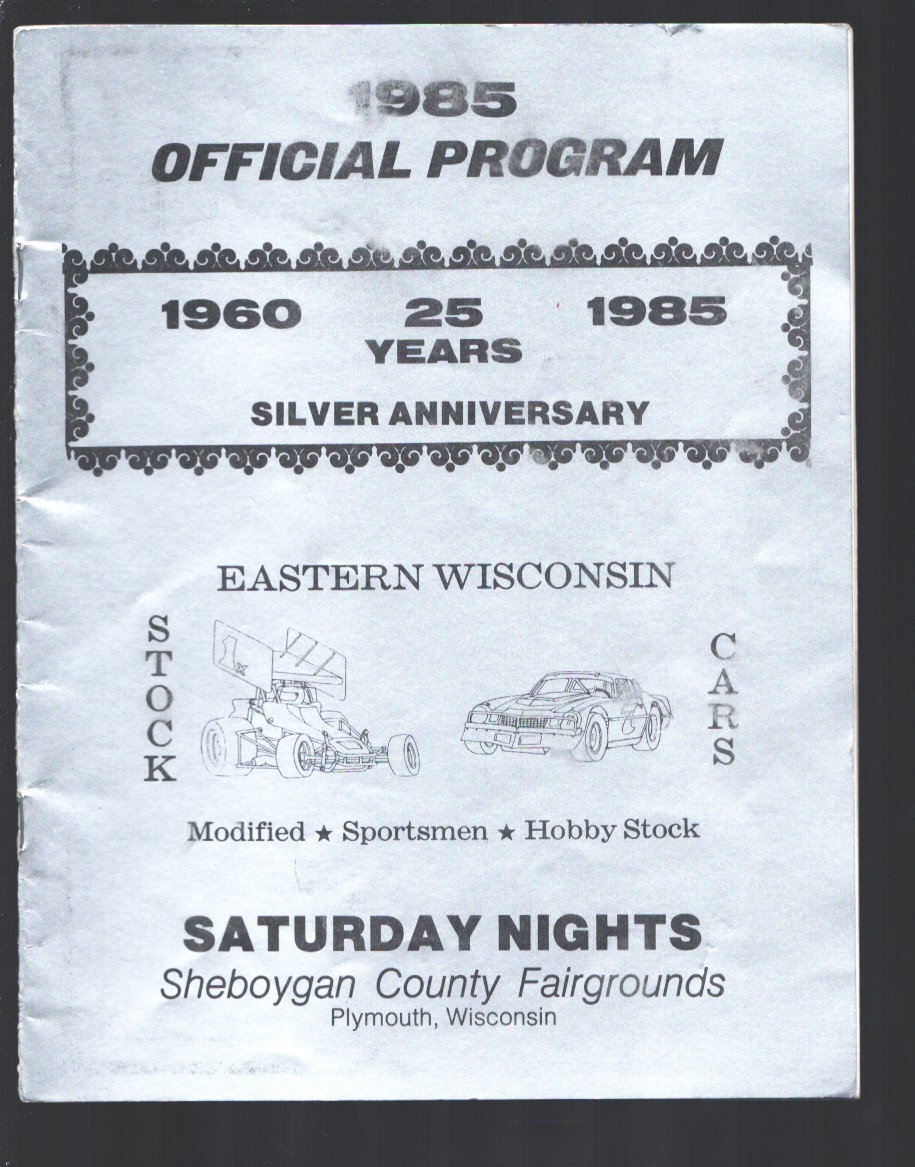 1985
OFFICIAL PROGRAM
1960 25 1985
YEARS
SILVER ANNIVERSARY
EASTERN WISCONSIN
STOCK
1x
CARS
Modified ★ Sportsmen ★ Hobby Stock
SATURDAY NIGHTS
Sheboygan County Fairgrounds
Plymouth, Wisconsin